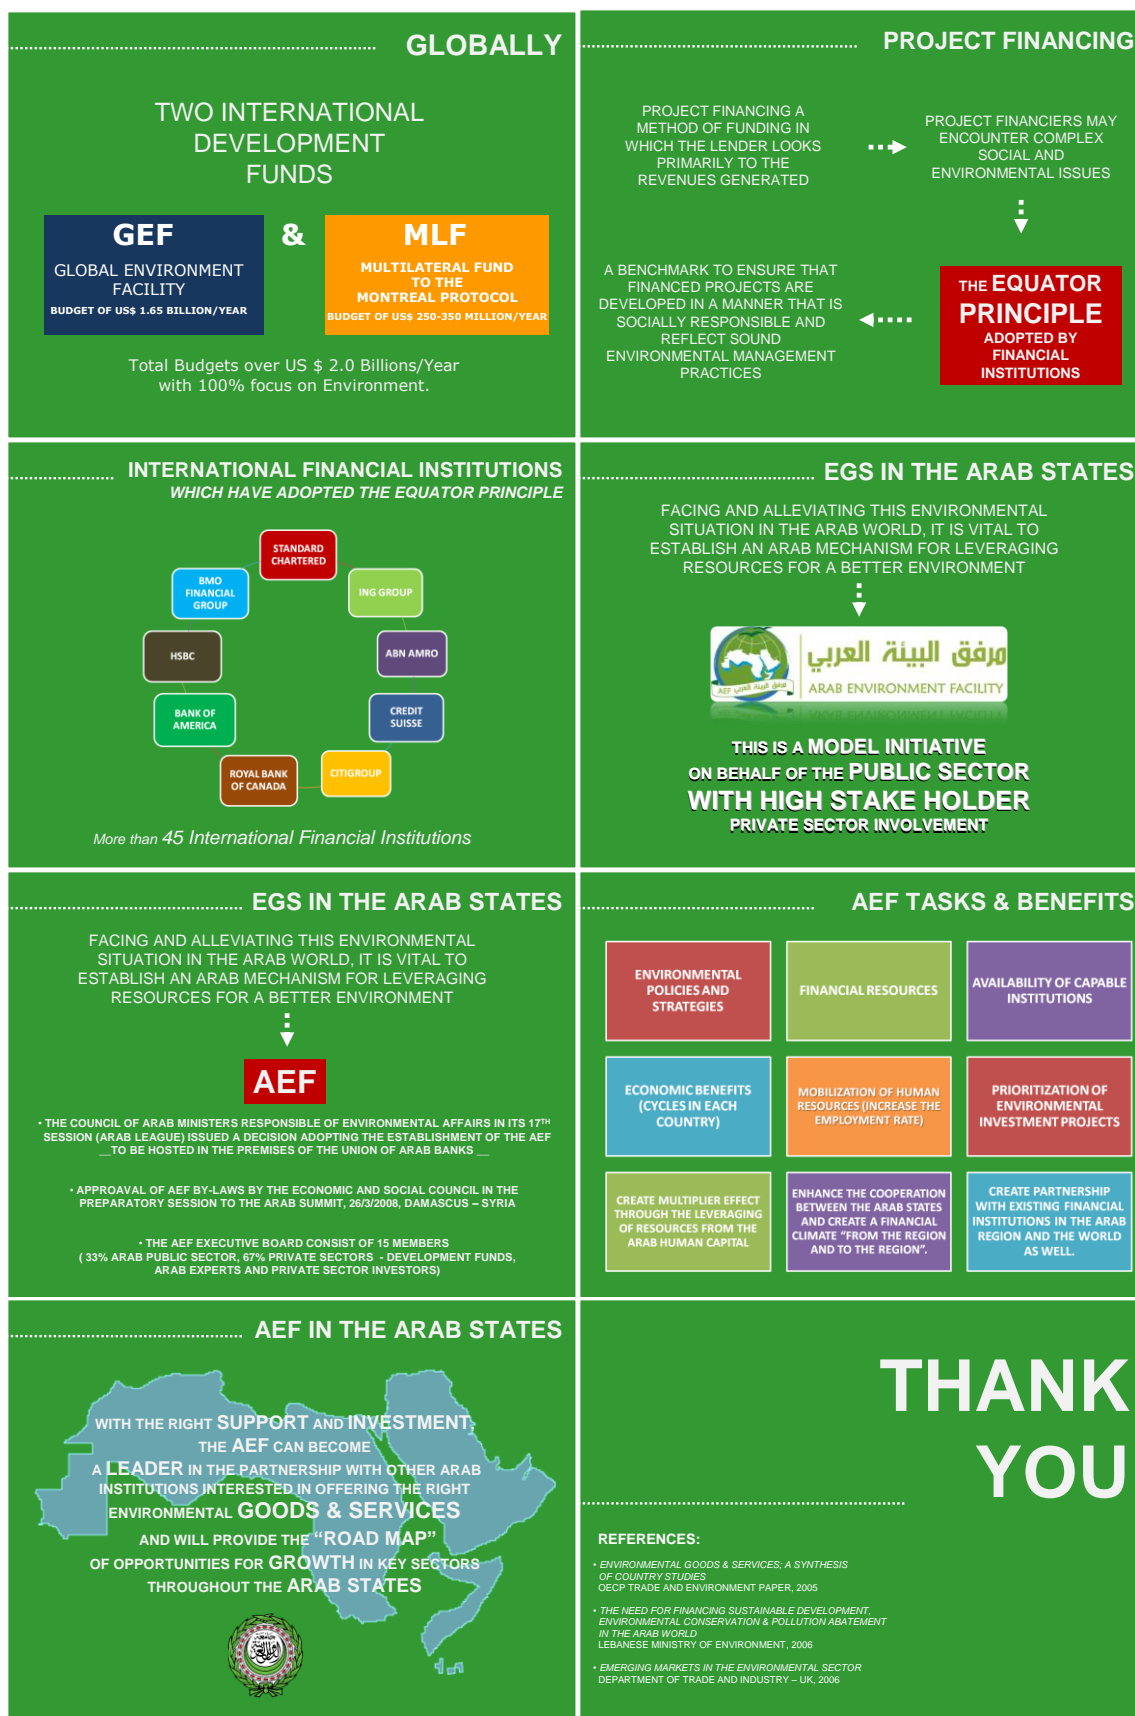 GLOBALLY
TWO INTERNATIONAL
DEVELOPMENT
FUNDS
GEF
GLOBAL ENVIRONMENT
FACILITY
BUDGET OF US$ 1.65 BILLION/YEAR
&
MLF
MULTILATERAL FUND
TO THE
MONTREAL PROTOCOL
BUDGET OF US$ 250-350 MILLION/YEAR
Total Budgets over US $ 2.0 Billions/Year
with 100% focus on Environment.
PROJECT FINANCING
PROJECT FINANCING A
METHOD OF FUNDING IN
WHICH THE LENDER LOOKS
PRIMARILY TO THE
REVENUES GENERATED
PROJECT FINANCIERS MAY
ENCOUNTER COMPLEX
SOCIAL AND
ENVIRONMENTAL ISSUES
THE EQUATOR
PRINCIPLE
ADOPTED BY
FINANCIAL
INSTITUTIONS
A BENCHMARK TO ENSURE THAT
FINANCED PROJECTS ARE
DEVELOPED IN A MANNER THAT IS
SOCIALLY RESPONSIBLE AND
REFLECT SOUND
ENVIRONMENTAL MANAGEMENT
PRACTICES
INTERNATIONAL FINANCIAL INSTITUTIONS
WHICH HAVE ADOPTED THE EQUATOR PRINCIPLE
STANDARD
CHARTERED
ING GROUP
ABN AMRO
CREDIT
SUISSE
CITIGROUP
ROYAL BANK
OF CANADA
BANK OF
AMERICA
HSBC
BMO
FINANCIAL
GROUP
More than 45 International Financial Institutions
EGS IN THE ARAB STATES
FACING AND ALLEVIATING THIS ENVIRONMENTAL
SITUATION IN THE ARAB WORLD, IT IS VITAL TO
ESTABLISH AN ARAB MECHANISM FOR LEVERAGING
RESOURCES FOR A BETTER ENVIRONMENT
مرفق البيئة العربي
ARAB ENVIRONMENT FACILITY
AEF مرفق البيئة العربي
THIS IS A MODEL INITIATIVE
ON BEHALF OF THE PUBLIC SECTOR
WITH HIGH STAKE HOLDER
PRIVATE SECTOR INVOLVEMENT
EGS IN THE ARAB STATES
FACING AND ALLEVIATING THIS ENVIRONMENTAL
SITUATION IN THE ARAB WORLD, IT IS VITAL TO
ESTABLISH AN ARAB MECHANISM FOR LEVERAGING
RESOURCES FOR A BETTER ENVIRONMENT
AEF
• THE COUNCIL OF ARAB MINISTERS RESPONSIBLE OF ENVIRONMENTAL AFFAIRS IN ITS 17TH
SESSION (ARAB LEAGUE) ISSUED A DECISION ADOPTING THE ESTABLISHMENT OF THE AEF
__TO BE HOSTED IN THE PREMISES OF THE UNION OF ARAB BANKS __
• APPROAVAL OF AEF BY-LAWS BY THE ECONOMIC AND SOCIAL COUNCIL IN THE
PREPARATORY SESSION TO THE ARAB SUMMIT, 26/3/2008, DAMASCUS – SYRIA
• THE AEF EXECUTIVE BOARD CONSIST OF 15 MEMBERS
( 33% ARAB PUBLIC SECTOR, 67% PRIVATE SECTORS - DEVELOPMENT FUNDS,
ARAB EXPERTS AND PRIVATE SECTOR INVESTORS)
AEF TASKS & BENEFITS
ENVIRONMENTAL
POLICIES AND
STRATEGIES
FINANCIAL RESOURCES
AVAILABILITY OF CAPABLE
INSTITUTIONS
ECONOMIC BENEFITS
(CYCLES IN EACH
COUNTRY)
MOBILIZATION OF HUMAN
RESOURCES (INCREASE THE
EMPLOYMENT RATE)
PRIORITIZATION OF
ENVIRONMENTAL
INVESTMENT PROJECTS
CREATE MULTIPLIER EFFECT
THROUGH THE LEVERAGING
OF RESOURCES FROM THE
ARAB HUMAN CAPITAL
ENHANCE THE COOPERATION
BETWEEN THE ARAB STATES
AND CREATE A FINANCIAL
CLIMATE “FROM THE REGION
AND TO THE REGION”.
CREATE PARTNERSHIP
WITH EXISTING FINANCIAL
INSTITUTIONS IN THE ARAB
REGION AND THE WORLD
AS WELL.
AEF IN THE ARAB STATES
WITH THE RIGHT SUPPORT AND INVESTMENT,
THE AEF CAN BECOME
A LEADER IN THE PARTNERSHIP WITH OTHER ARAB
INSTITUTIONS INTERESTED IN OFFERING THE RIGHT
ENVIRONMENTAL GOODS & SERVICES
AND WILL PROVIDE THE “ROAD MAP”
OF OPPORTUNITIES FOR GROWTH IN KEY SECTORS
THROUGHOUT THE ARAB STATES
THANK
YOU
REFERENCES:
• ENVIRONMENTAL GOODS & SERVICES; A SYNTHESIS
OF COUNTRY STUDIES
OECP TRADE AND ENVIRONMENT PAPER, 2005
• THE NEED FOR FINANCING SUSTAINABLE DEVELOPMENT,
ENVIRONMENTAL CONSERVATION & POLLUTION ABATEMENT
IN THE ARAB WORLD
LEBANESE MINISTRY OF ENVIRONMENT, 2006
• EMERGING MARKETS IN THE ENVIRONMENTAL SECTOR
DEPARTMENT OF TRADE AND INDUSTRY – UK, 2006